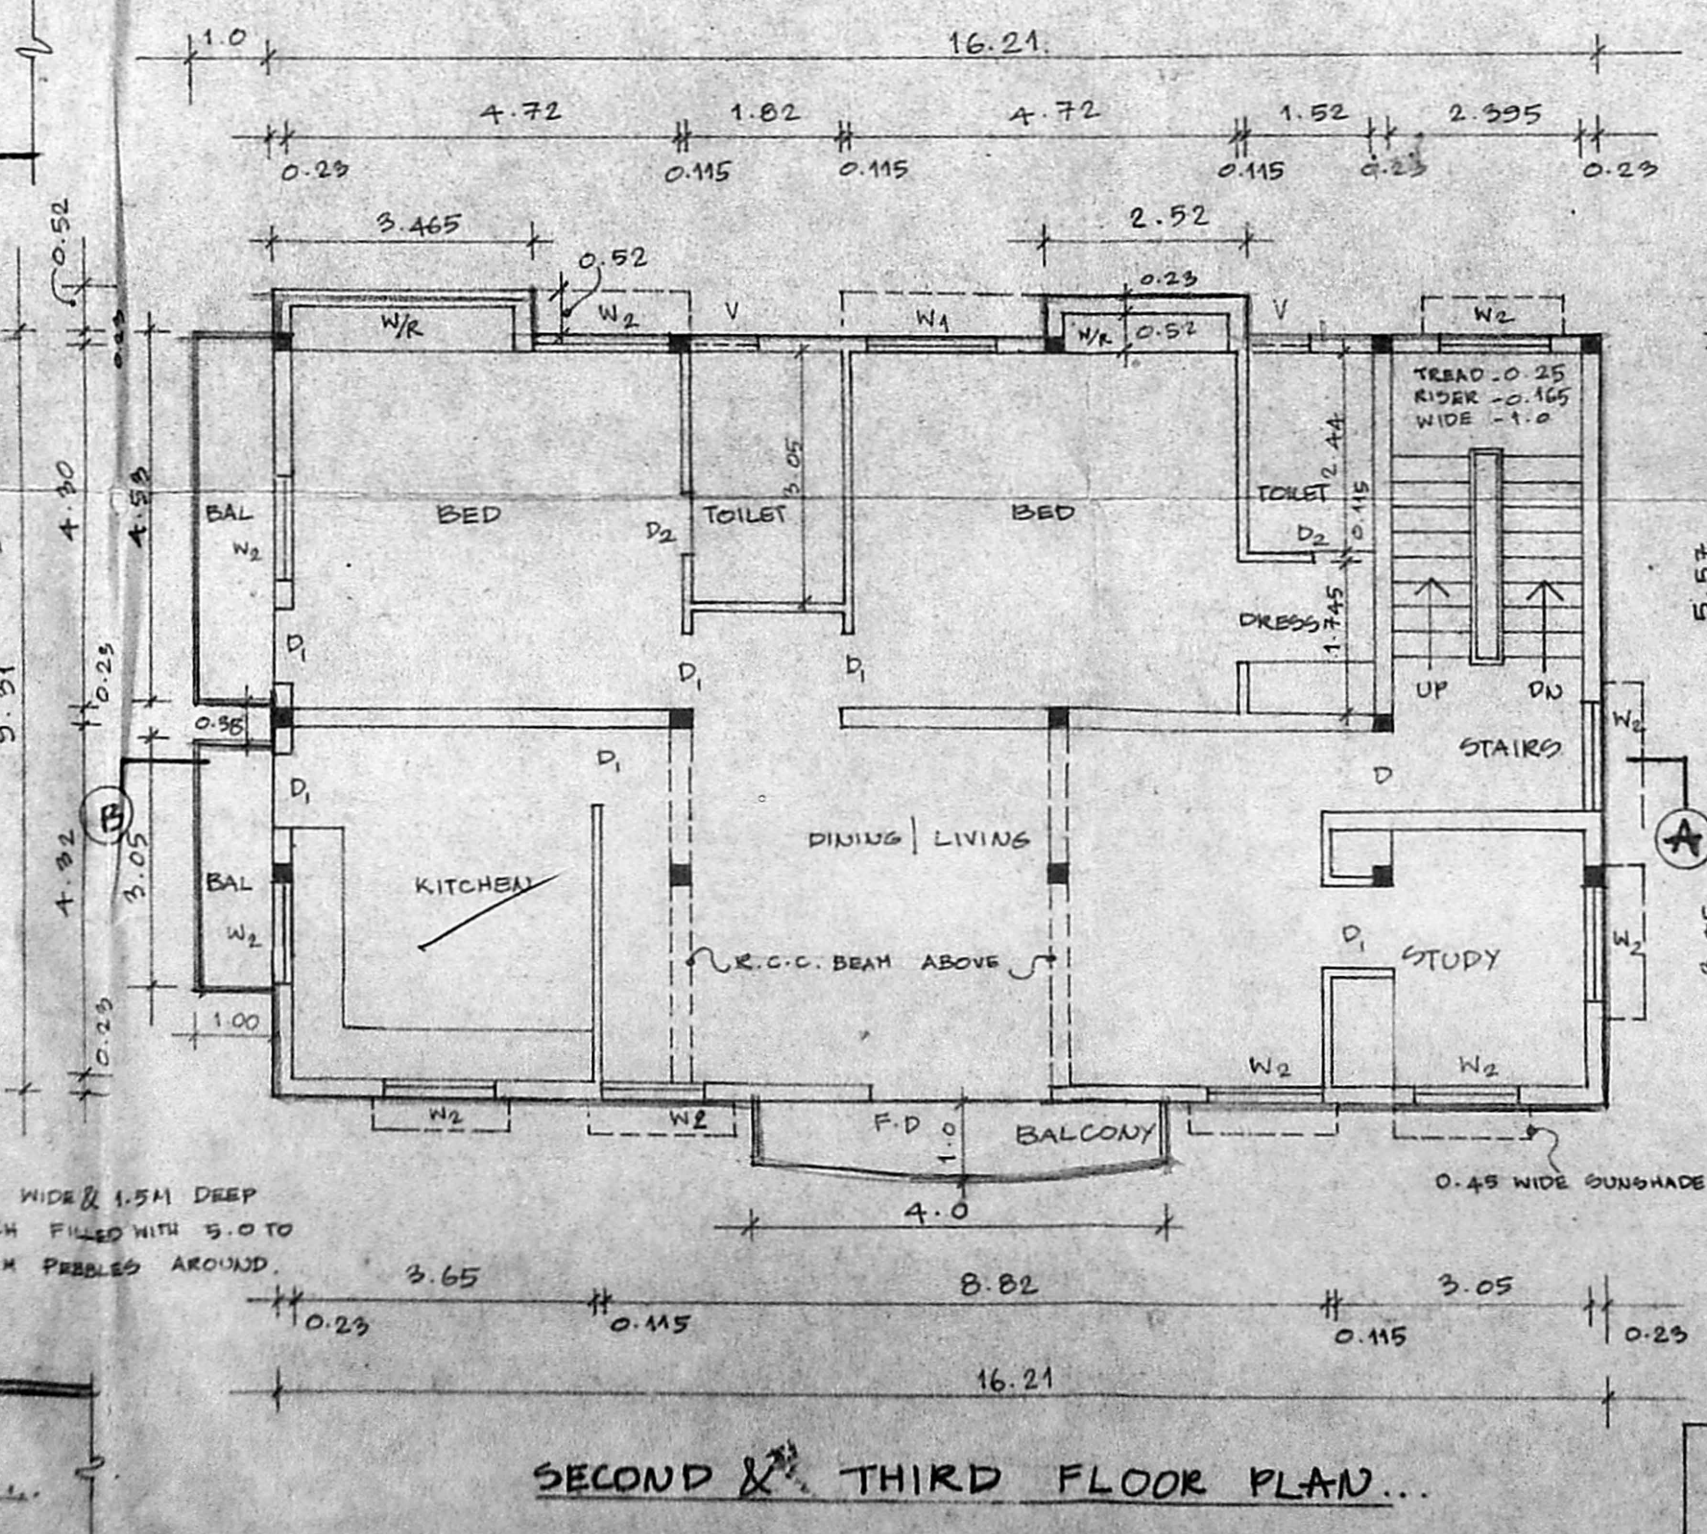 1.0 16.21
4.72 1.82 4.72 1.52 2.395
0.23 0.115 0.115 0.115 0.23 0.23
0.52
3.465 2.52
0.52 0.23
W/R W2 V W1 W/R 0.52 V W2
0.23
TREAD - 0.25
RISER - 0.165
WIDE - 1.0
4.30 4.53 3.05 2.44
BAL BED TOILET BED TOILET 0.115
W2 D2 D2
DRESS 1.745
D1 D1 D1 UP DN
0.23
0.38 W2
STAIRS
D1 D1 D
B
DINING | LIVING A
4.32 3.05
BAL KITCHEN
W2 D1 W2
R.C.C. BEAM ABOVE STUDY
1.00
0.23
W2 W2
W2 W2 F.D 1.0 BALCONY
0.45 WIDE SUNSHADE
WIDE & 1.5M DEEP
FILLED WITH 5.0 TO
PEBBLES AROUND.
4.0
3.65 8.82 3.05
0.23 0.115 0.115 0.23
16.21
5.57
SECOND & THIRD FLOOR PLAN...